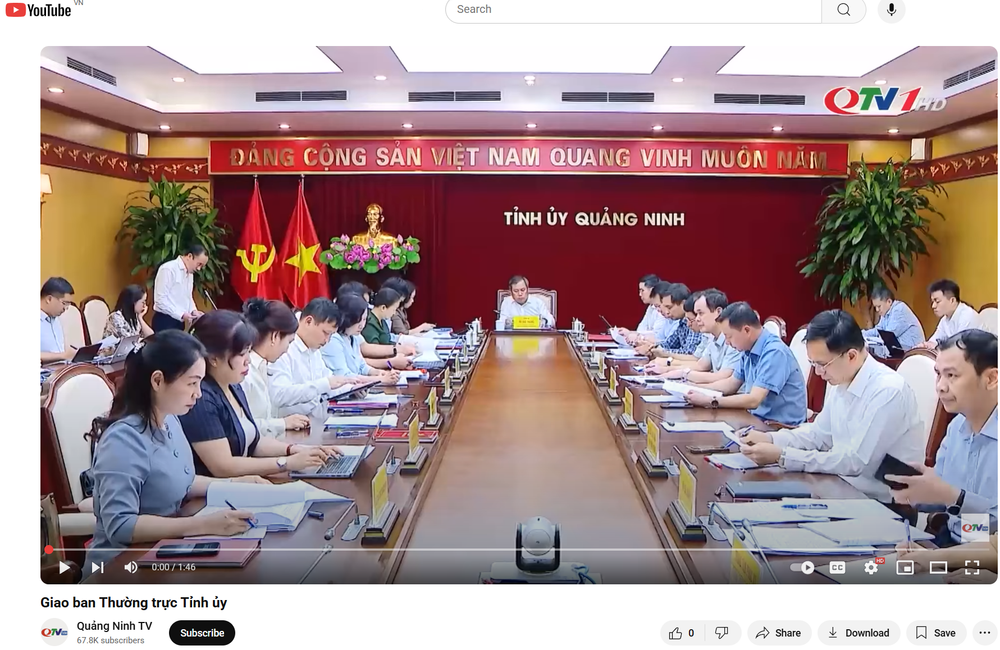 YouTube VN
Search
QTV1HD
ĐẢNG CỘNG SẢN VIỆT NAM QUANG VINH MUÔN NĂM
TỈNH ỦY QUẢNG NINH
QTV
0:00 / 1:46
CC
HD
Giao ban Thường trực Tỉnh ủy
QTV
Quảng Ninh TV
67.8K subscribers
Subscribe
0
Share
Download
Save